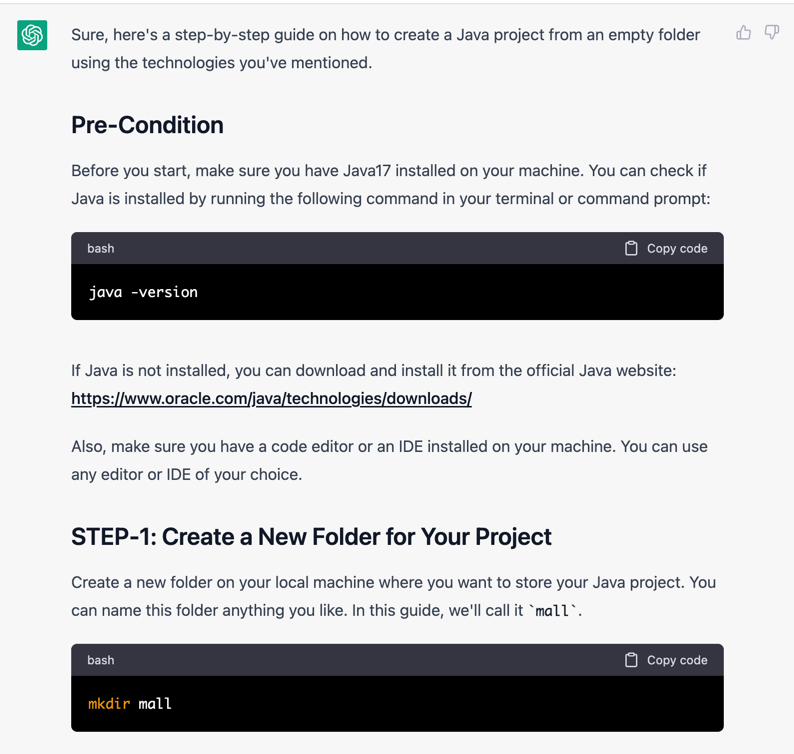 Sure, here's a step-by-step guide on how to create a Java project from an empty folder
using the technologies you've mentioned.
Pre-Condition
Before you start, make sure you have Java17 installed on your machine. You can check if
Java is installed by running the following command in your terminal or command prompt:
bash Copy code
java -version
If Java is not installed, you can download and install it from the official Java website:
https://www.oracle.com/java/technologies/downloads/
Also, make sure you have a code editor or an IDE installed on your machine. You can use
any editor or IDE of your choice.
STEP-1: Create a New Folder for Your Project
Create a new folder on your local machine where you want to store your Java project. You
can name this folder anything you like. In this guide, we'll call it `mall`.
bash Copy code
mkdir mall